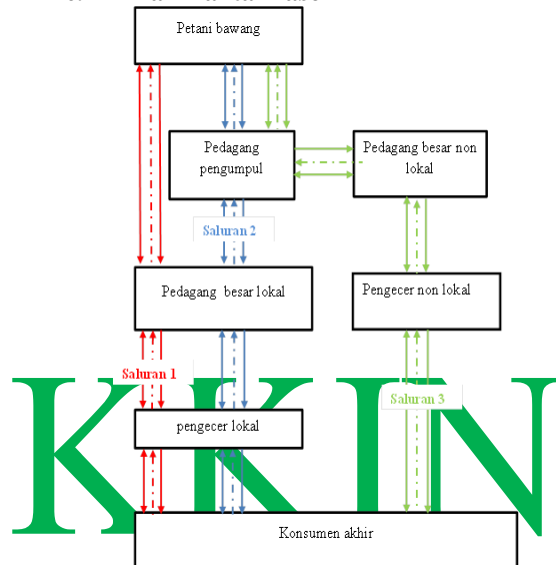 Petani bawang
Pedagang
pengumpul
Pedagang besar non
lokal
Saluran 2
Pedagang besar lokal
Pengecer non lokal
Saluran 1
Saluran 3
pengecer lokal
KKIN
Konsumen akhir